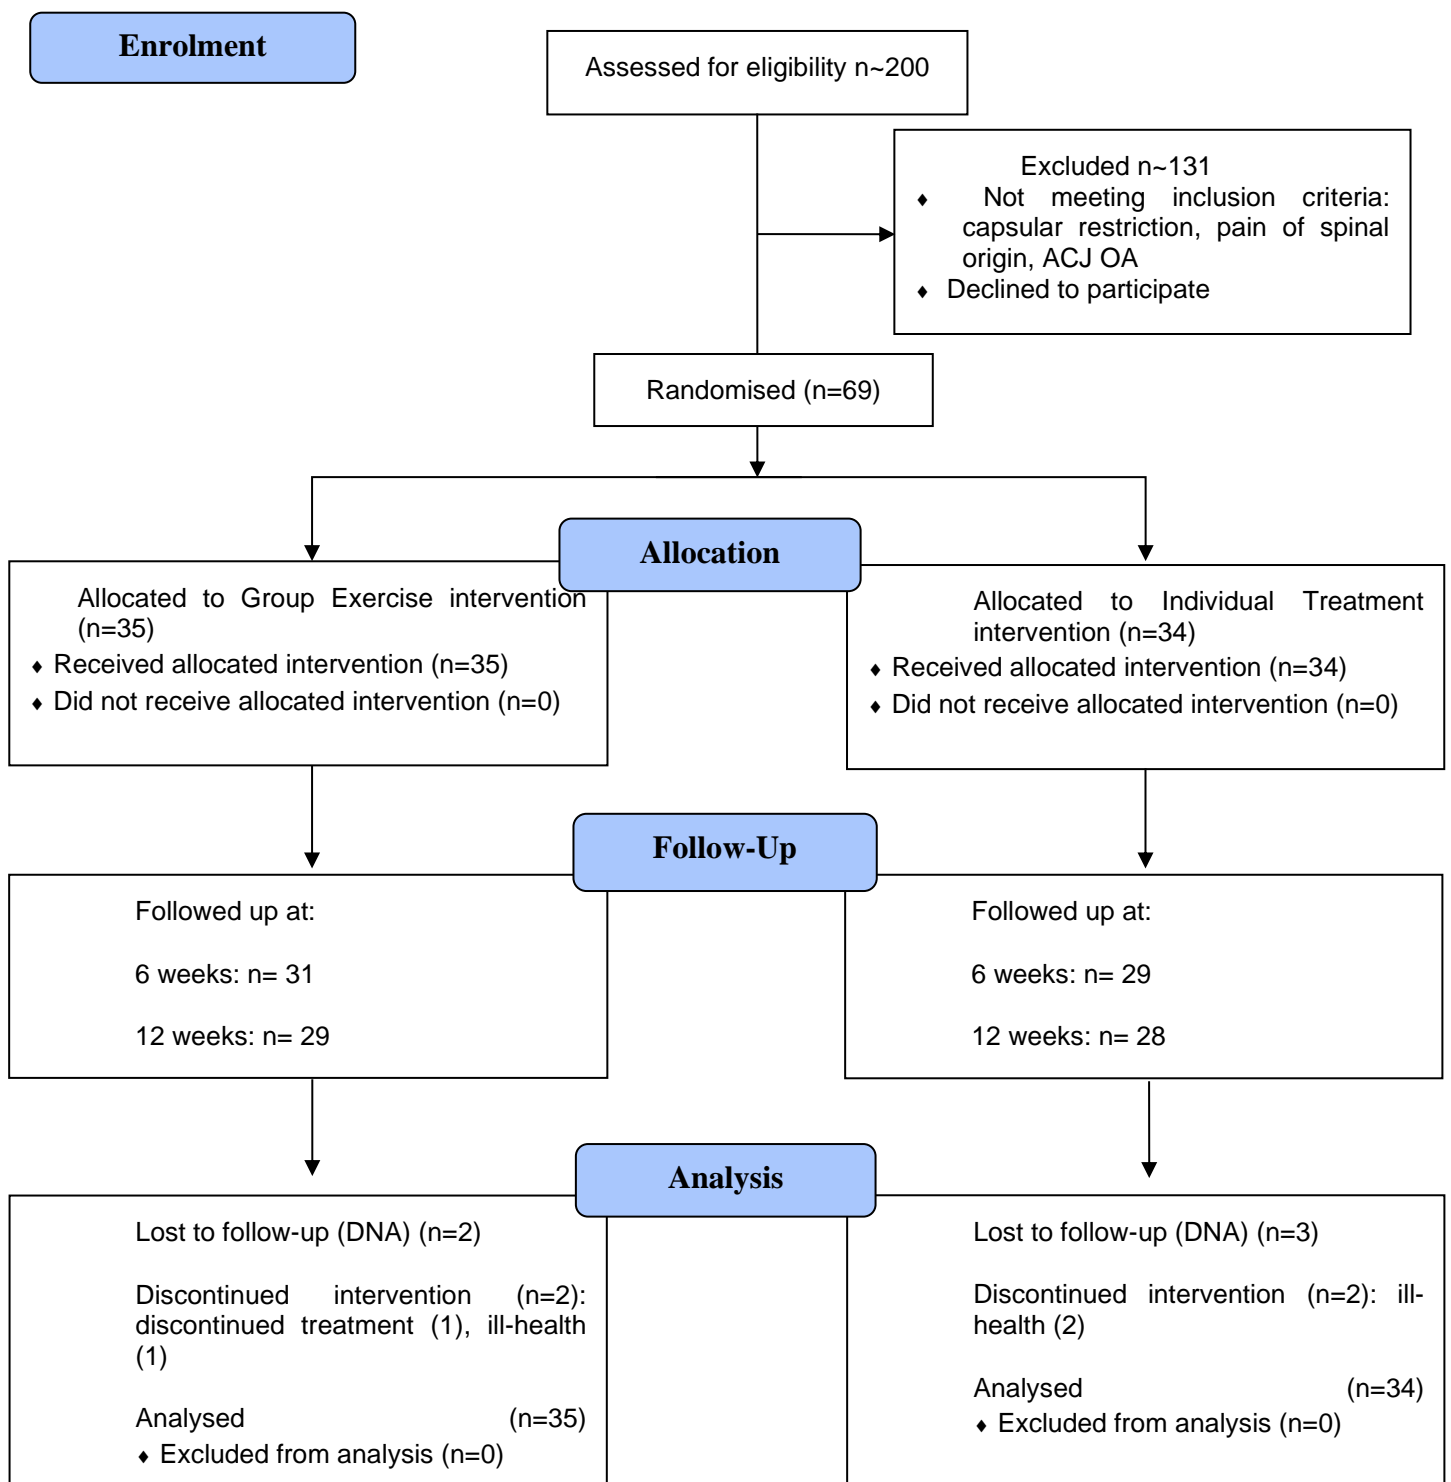 Enrolment
Assessed for eligibility n~200
Excluded n~131
♦ Not meeting inclusion criteria:
capsular restriction, pain of spinal
origin, ACJ OA
♦ Declined to participate
Randomised (n=69)
Allocation
Allocated to Group Exercise intervention
(n=35)
♦ Received allocated intervention (n=35)
♦ Did not receive allocated intervention (n=0)
Allocated to Individual Treatment
intervention (n=34)
♦ Received allocated intervention (n=34)
♦ Did not receive allocated intervention (n=0)
Follow-Up
Followed up at:
6 weeks: n= 31
12 weeks: n= 29
Followed up at:
6 weeks: n= 29
12 weeks: n= 28
Analysis
Lost to follow-up (DNA) (n=2)
Discontinued intervention (n=2):
discontinued treatment (1), ill-health
(1)
Analysed (n=35)
♦ Excluded from analysis (n=0)
Lost to follow-up (DNA) (n=3)
Discontinued intervention (n=2): ill-
health (2)
Analysed (n=34)
♦ Excluded from analysis (n=0)